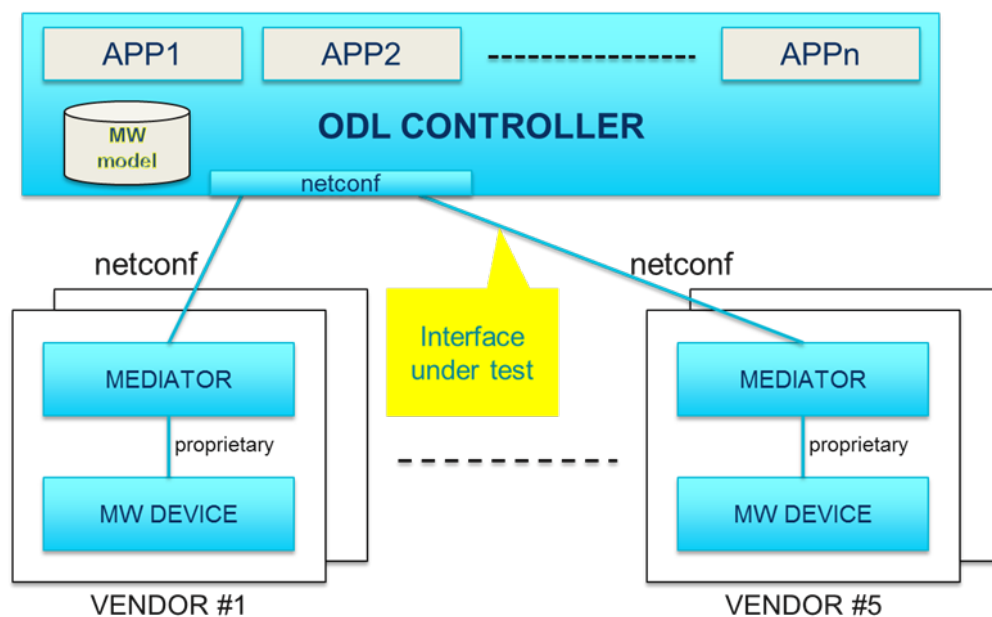 APP1
APP2
APPn
ODL CONTROLLER
MW
model
netconf
netconf
netconf
Interface
under test
MEDIATOR
MEDIATOR
proprietary
proprietary
MW DEVICE
MW DEVICE
VENDOR #1
VENDOR #5